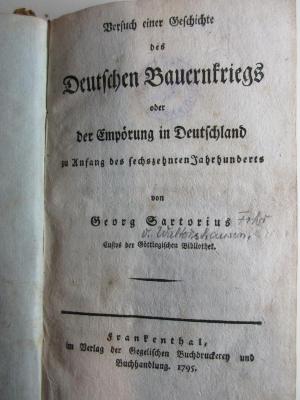 Versuch einer Geschichte
des
Deutschen Bauernkriegs
oder
der Empörung in Deutschland
zu Anfang des sechszehnten Jahrhunderts
von
Georg Sartorius
v. Waltershausen,
Custos der Göttingischen Bibliothek.
Frankenthal,
im Verlag der Gegelischen Buchdruckerey und
Buchhandlung. 1795.